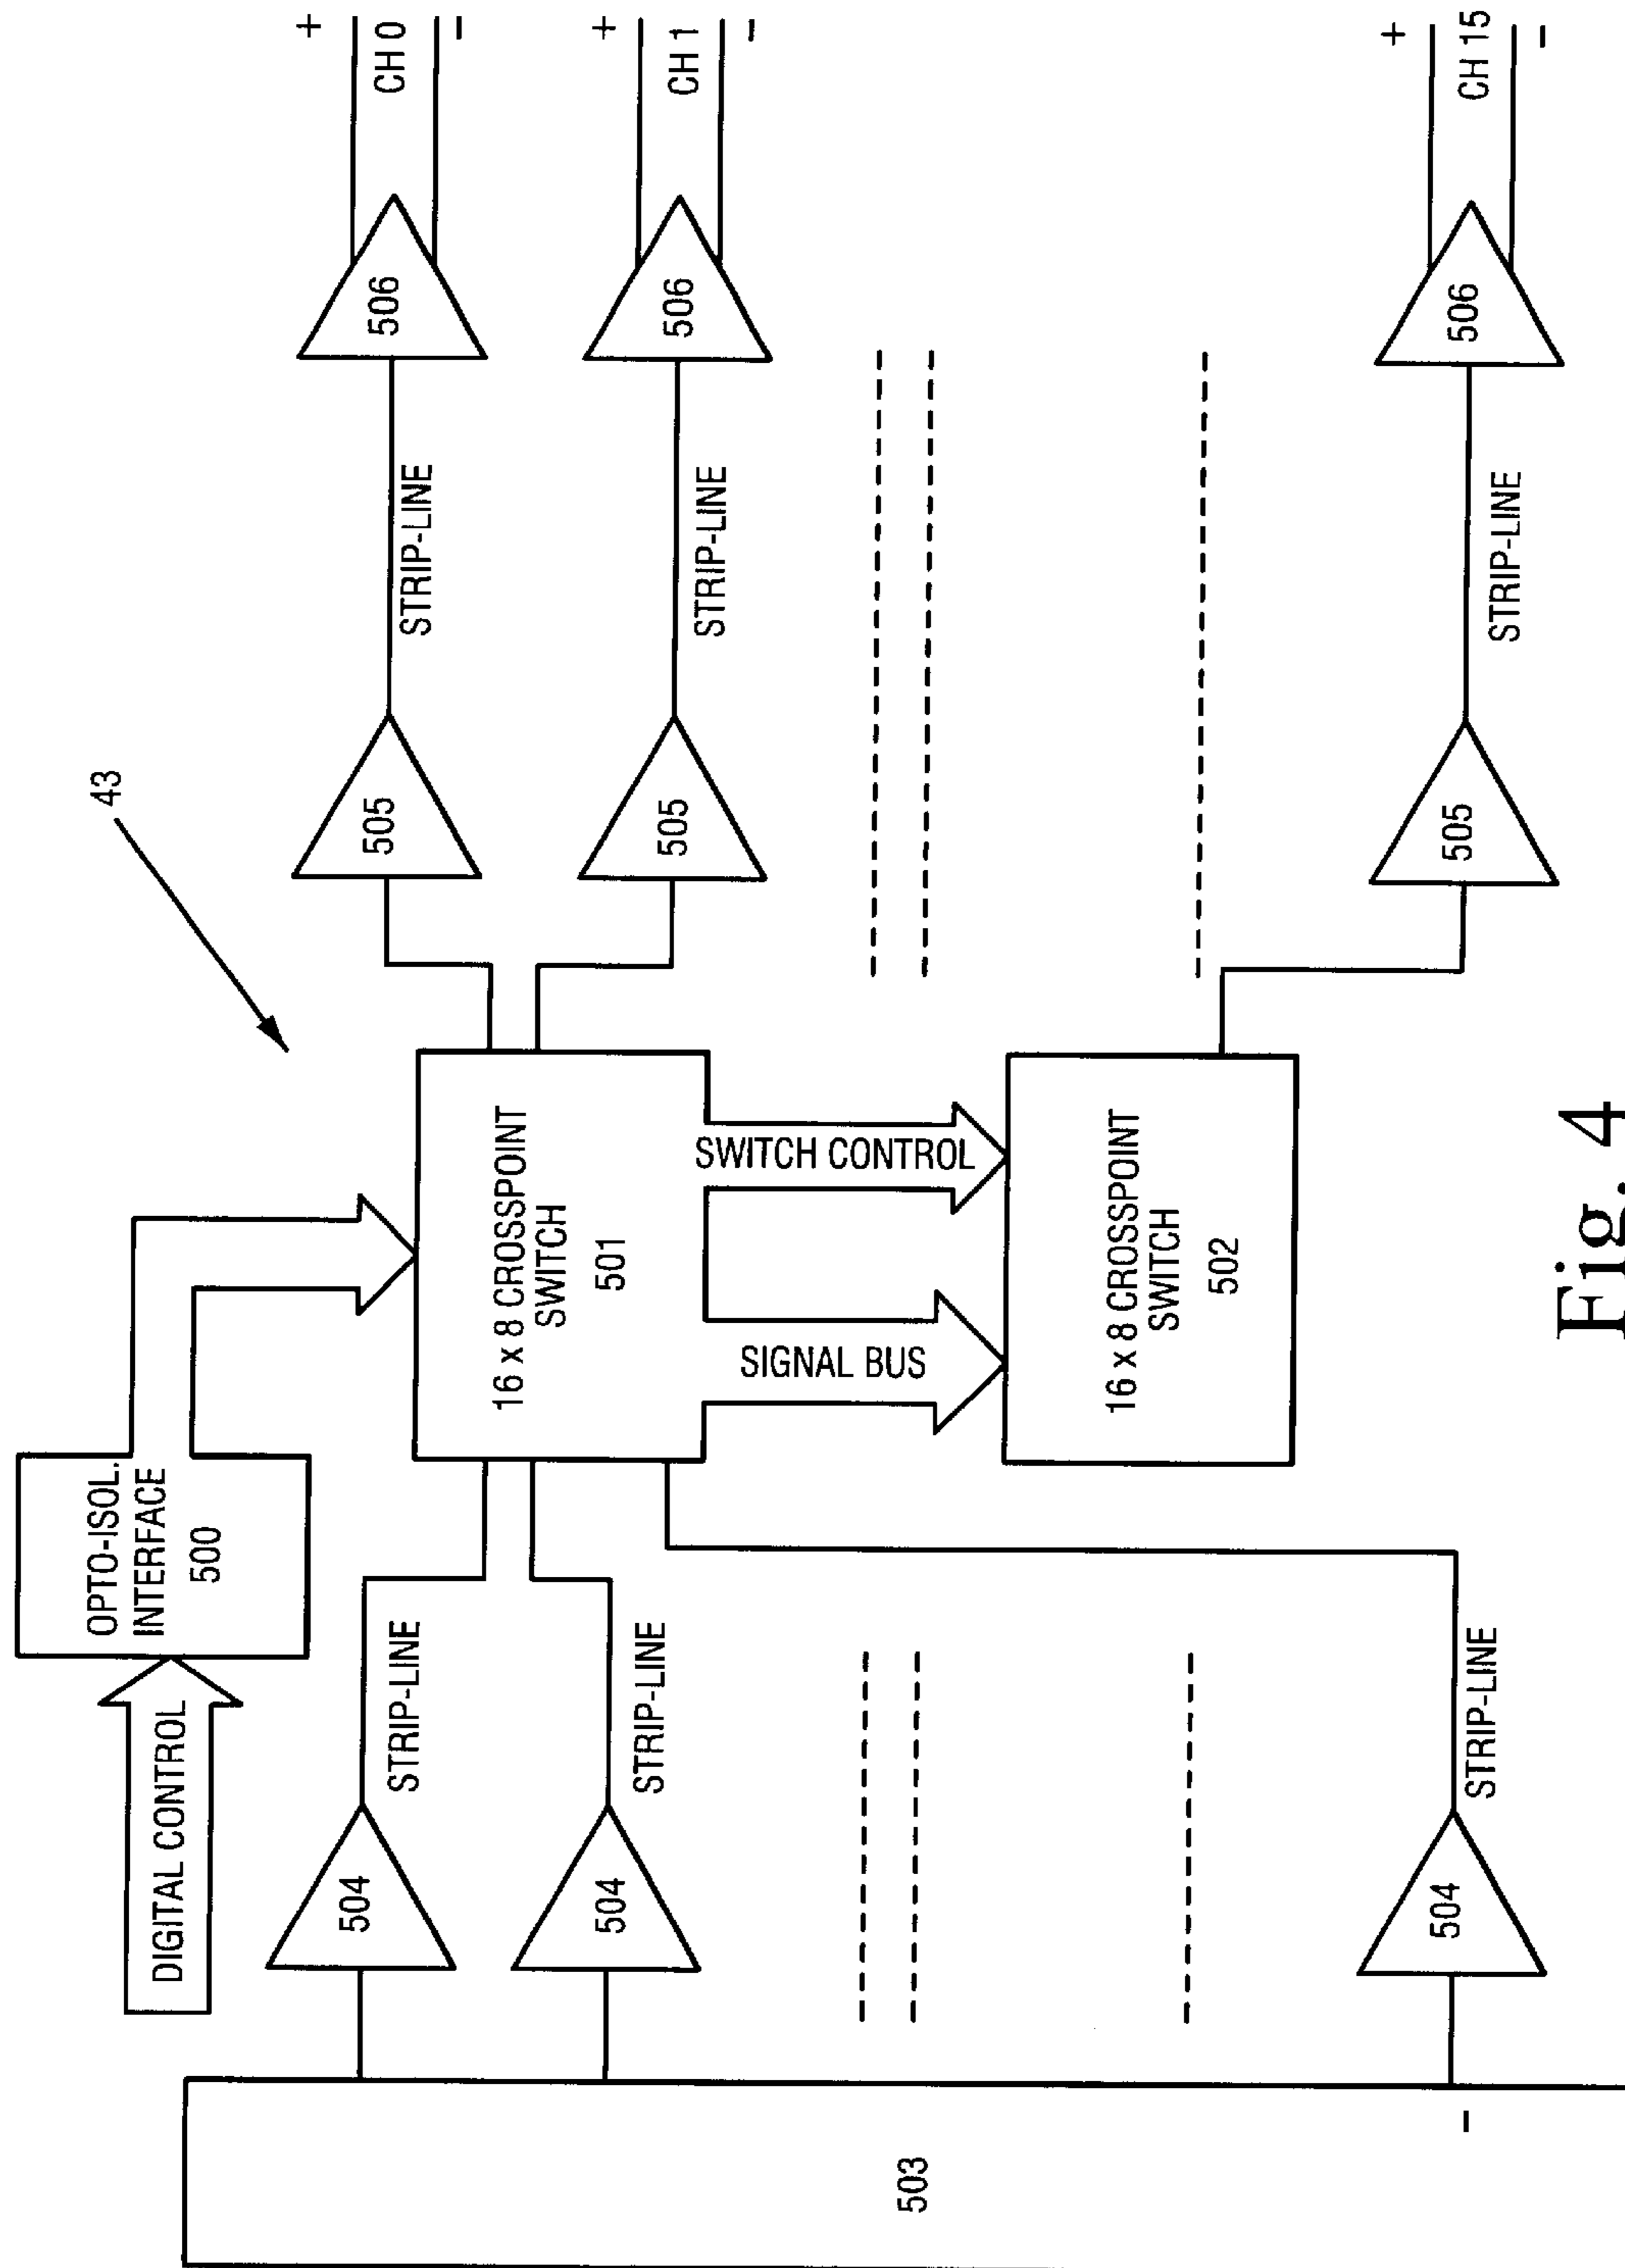 43
DIGITAL CONTROL
OPTO-ISOL.
INTERFACE
500
503
504
STRIP-LINE
504
STRIP-LINE
504
STRIP-LINE
-
16 x 8 CROSSPOINT
SWITCH
501
SIGNAL BUS
SWITCH CONTROL
16 x 8 CROSSPOINT
SWITCH
502
505
STRIP-LINE
506
+
CH 0
-
505
STRIP-LINE
506
+
CH 1
-
505
STRIP-LINE
506
+
CH 15
-
Fig. 4